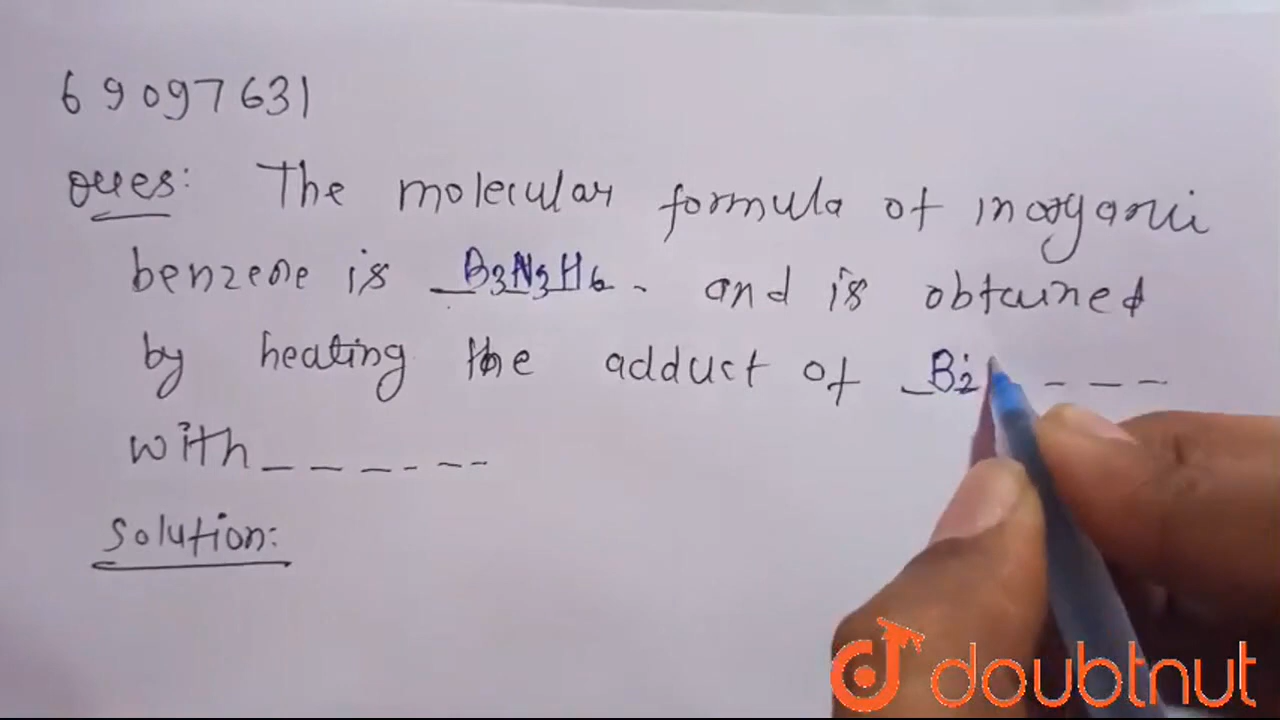 69097631
Ques: The molecular formula of inorganic
benzene is B3N3H6. and is obtained
by heating the adduct of B2 ---
with ------
Solution:
doubtnut